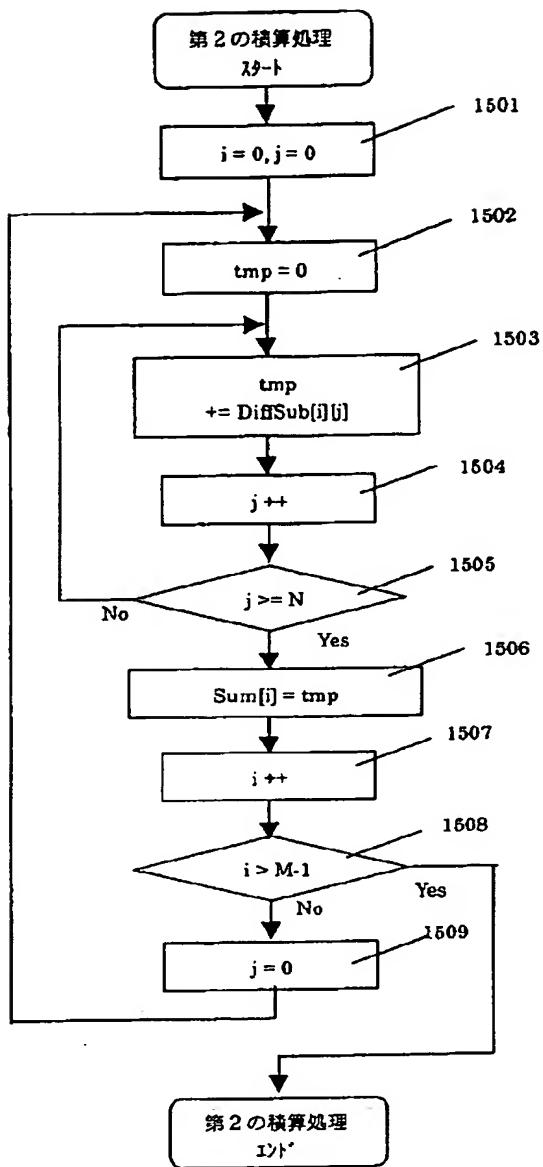 第2の積算処理
ｽﾀｰﾄ
1501
i = 0, j = 0
1502
tmp = 0
1503
tmp
+= DiffSub[i][j]
1504
j ++
1505
j >= N
No
Yes
1506
Sum[i] = tmp
1507
i ++
1508
i > M-1
Yes
No
1509
j = 0
第2の積算処理
ｴﾝﾄﾞ